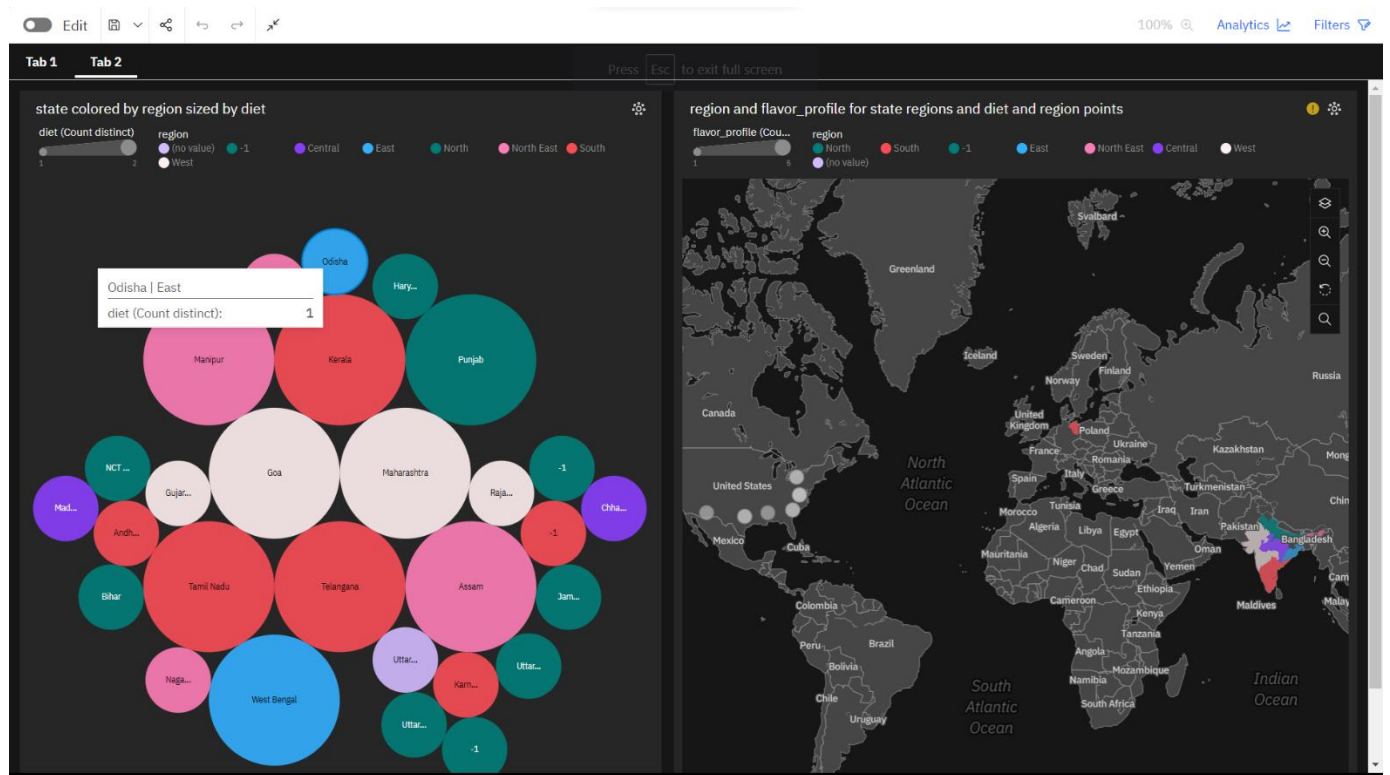 Edit
100%
Analytics
Filters
Tab 1 Tab 2
Press Esc to exit full screen
state colored by region sized by diet
diet (Count distinct)
1 2
region
(no value) -1 Central East North North East South
West
Odisha
Hary...
Odisha | East
diet (Count distinct): 1
Manipur Kerala Punjab
NCT ... Goa Maharashtra -1
Mad... Gujar... Raja... Chha...
Andh... -1
Bihar Tamil Nadu Telangana Assam Jam...
Naga... Uttar... Uttar...
Karn...
West Bengal
Uttar...
-1
region and flavor_profile for state regions and diet and region points
flavor_profile (Cou...
1 5
region
North South -1 East North East Central West
(no value)
Svalbard
Greenland
Iceland
Sweden
Finland
Norway
Russia
Canada
United Kingdom
Poland
Ukraine
France
Romania
Kazakhstan
Mong
North Atlantic Ocean
United States
Spain
Italy
Greece
Turkmenistan
Chin
Morocco
Tunisia
Iraq
Iran
Algeria
Libya
Egypt
Pakistan
Bangladesh
Mexico
Cuba
Mauritania
Niger
Chad
Sudan
Oman
Yemen
Cam
Colombia
Cameroon
Ethiopia
Kenya
Maldives
Malay
Tanzania
Peru
Brazil
Angola
Bolivia
Mozambique
Namibia
Chile
South Africa
Uruguay
South Atlantic Ocean
Indian Ocean